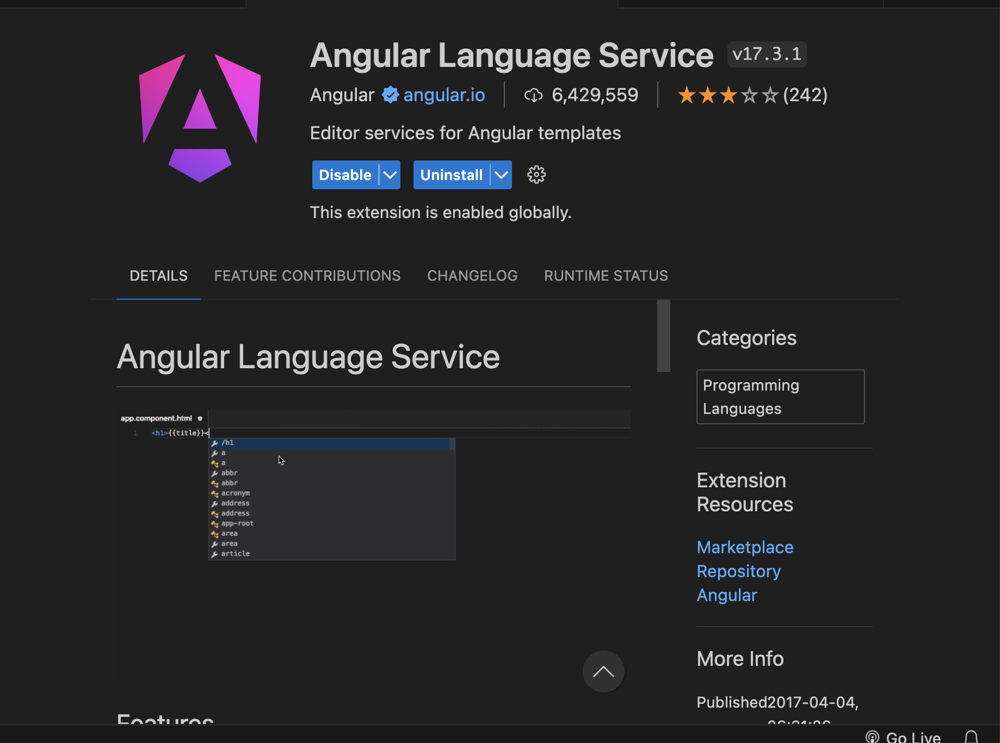 Angular Language Service v17.3.1
Angular angular.io 6,429,559 (242)
Editor services for Angular templates
Disable Uninstall
This extension is enabled globally.
DETAILS FEATURE CONTRIBUTIONS CHANGELOG RUNTIME STATUS
Angular Language Service
app.component.html
1 <h1>{{title}}<
/h1
a
a
abbr
abbr
acronym
address
address
app-root
area
area
article
Features
Categories
Programming
Languages
Extension
Resources
Marketplace
Repository
Angular
More Info
Published2017-04-04,
Go Live